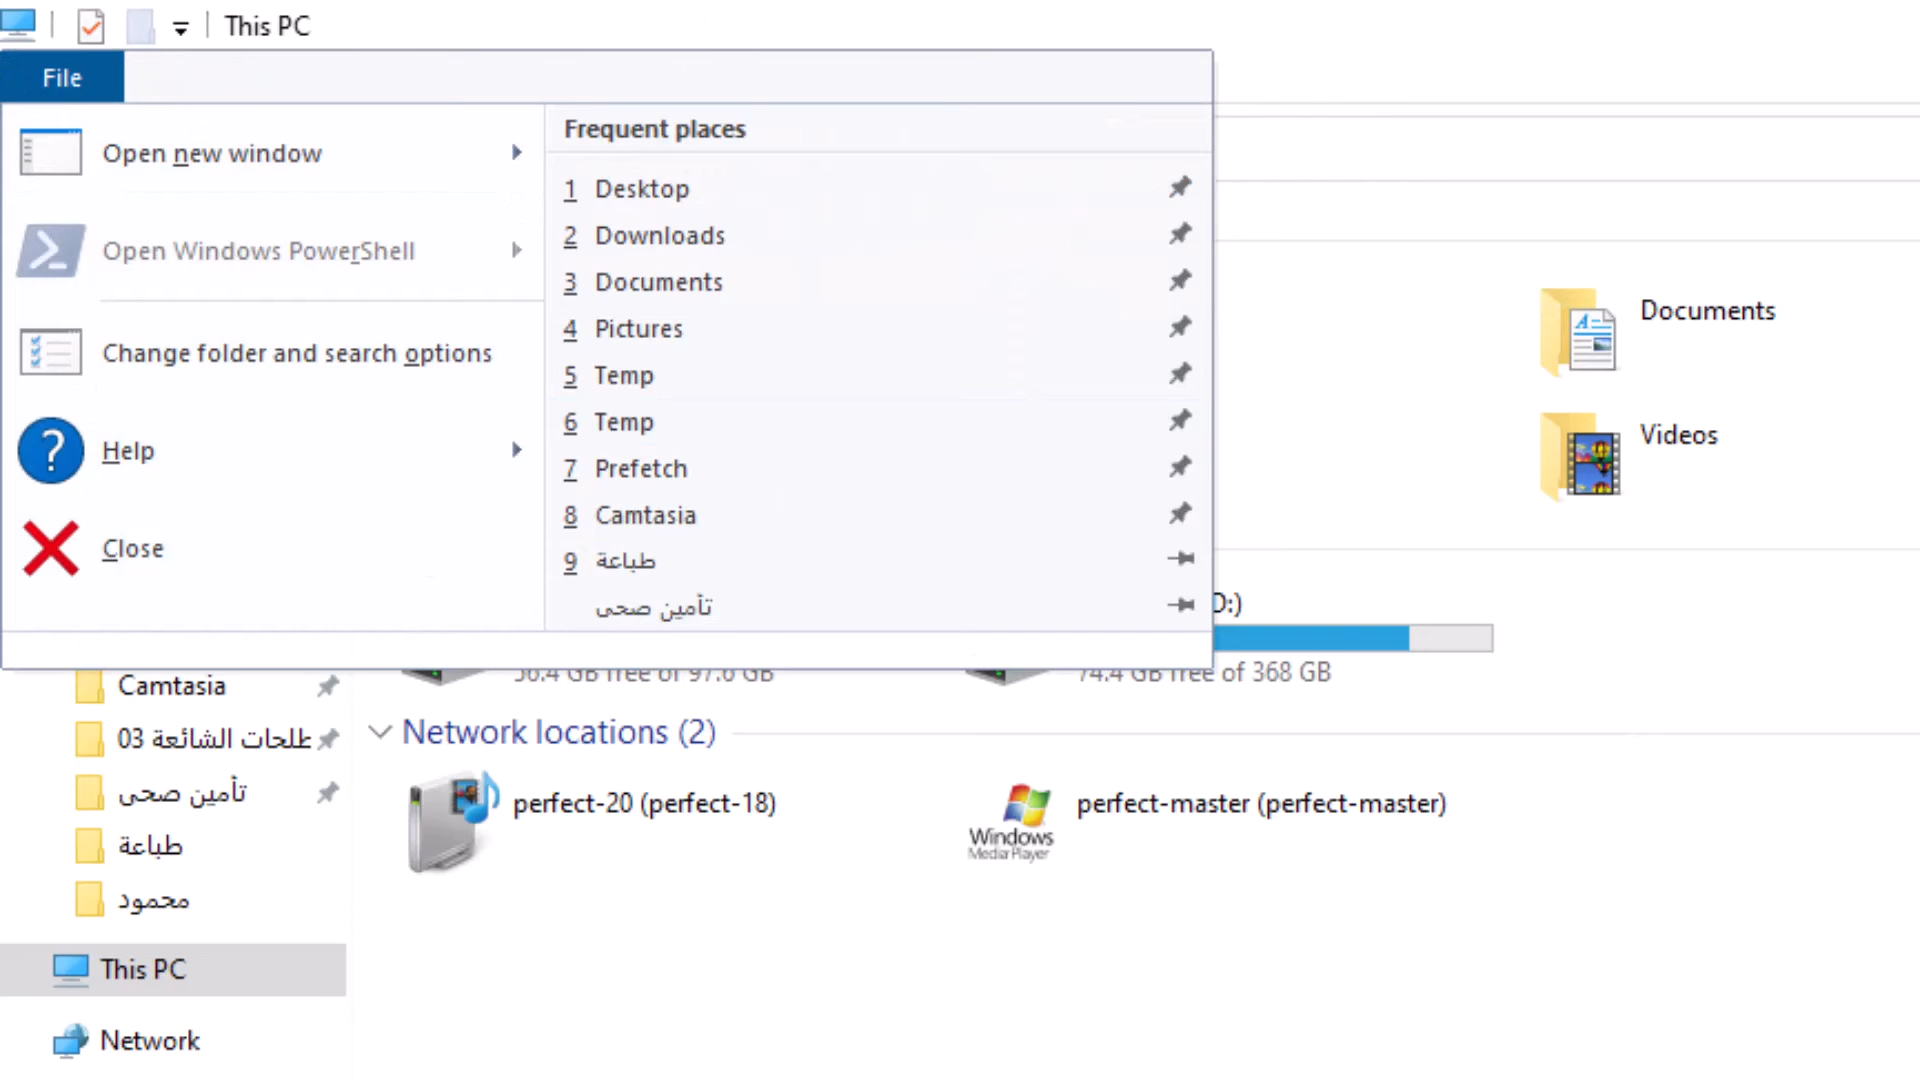 This PC
File
Open new window
Open Windows PowerShell
Change folder and search options
Help
Close
Frequent places
1 Desktop
2 Downloads
3 Documents
4 Pictures
5 Temp
6 Temp
7 Prefetch
8 Camtasia
9 طباعة
تأمين صحى
Documents
Videos
D:)
56.4 GB free of 97.6 GB
74.4 GB free of 368 GB
Camtasia
طلحات الشائعة 03
تأمين صحى
طباعة
محمود
This PC
Network
Network locations (2)
perfect-20 (perfect-18)
Windows
Media Player
perfect-master (perfect-master)